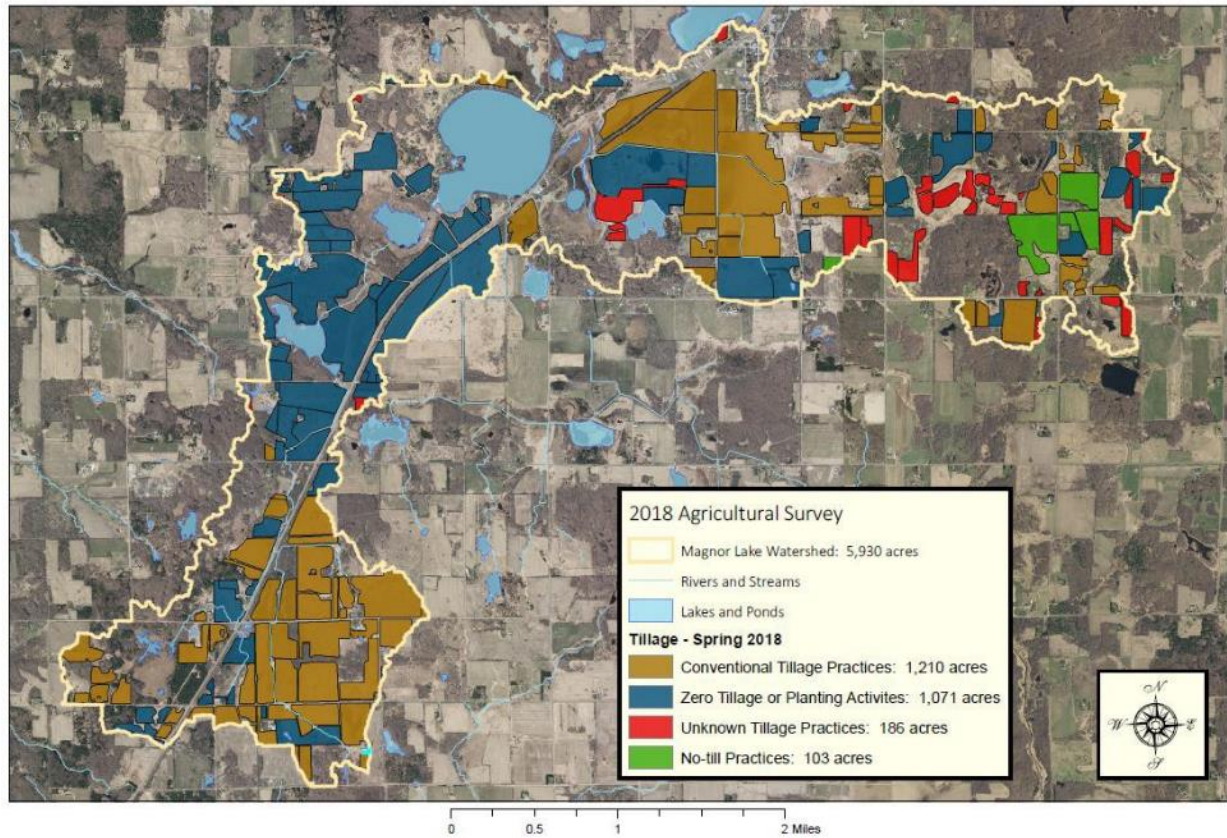 2018 Agricultural Survey
Magnor Lake Watershed: 5,930 acres
Rivers and Streams
Lakes and Ponds
Tillage - Spring 2018
Conventional Tillage Practices: 1,210 acres
Zero Tillage or Planting Activites: 1,071 acres
Unknown Tillage Practices: 186 acres
No-till Practices: 103 acres
N
W E
S
0 0.5 1 2 Miles